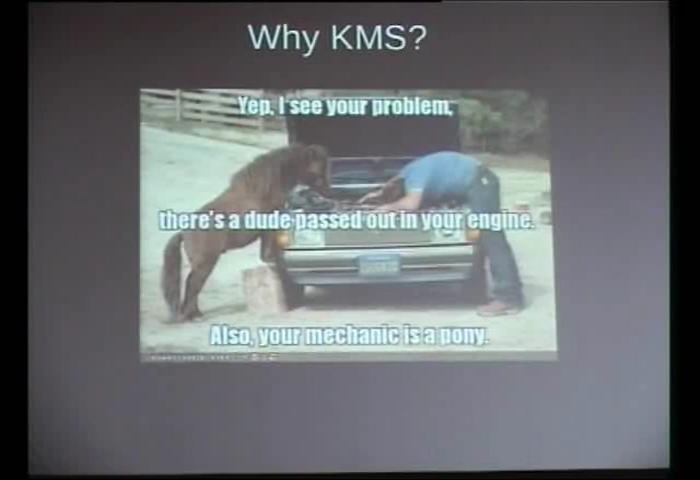 Why KMS?
Yep, I see your problem,
there's a dude passed out in your engine.
Also, your mechanic is a pony.